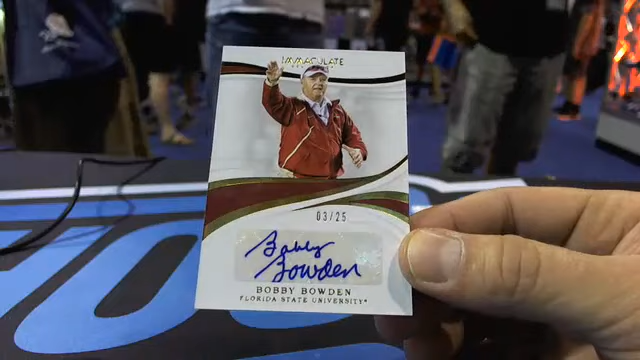 IMMACULATE
03/25
Bobby
Bowden
BOBBY BOWDEN
FLORIDA STATE UNIVERSITY®